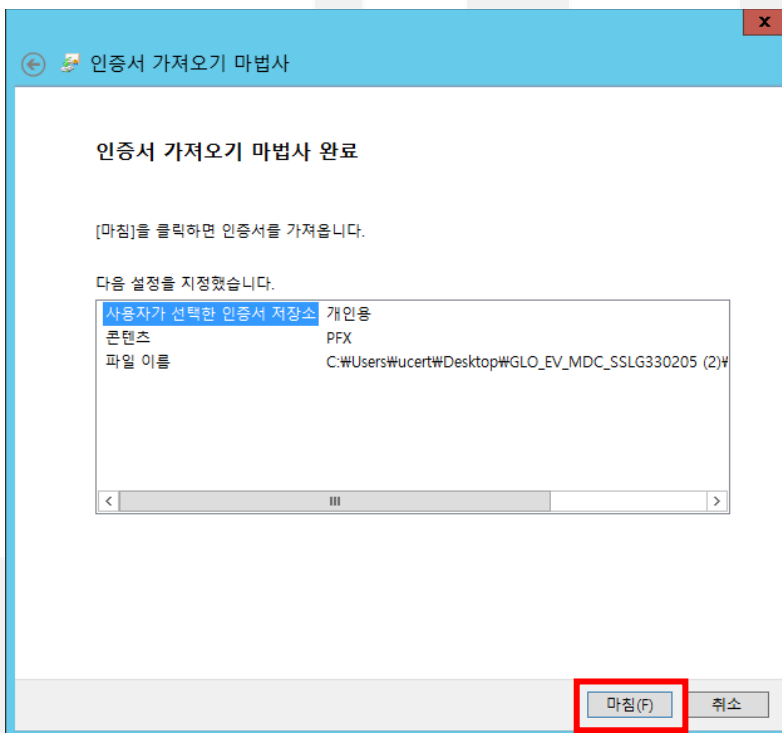 x
인증서 가져오기 마법사
인증서 가져오기 마법사 완료
[마침]을 클릭하면 인증서를 가져옵니다.
다음 설정을 지정했습니다.
사용자가 선택한 인증서 저장소 개인용
콘텐츠 PFX
파일 이름 C:₩Users₩ucert₩Desktop₩GLO_EV_MDC_SSLG330205 (2)₩
마침(F) 취소